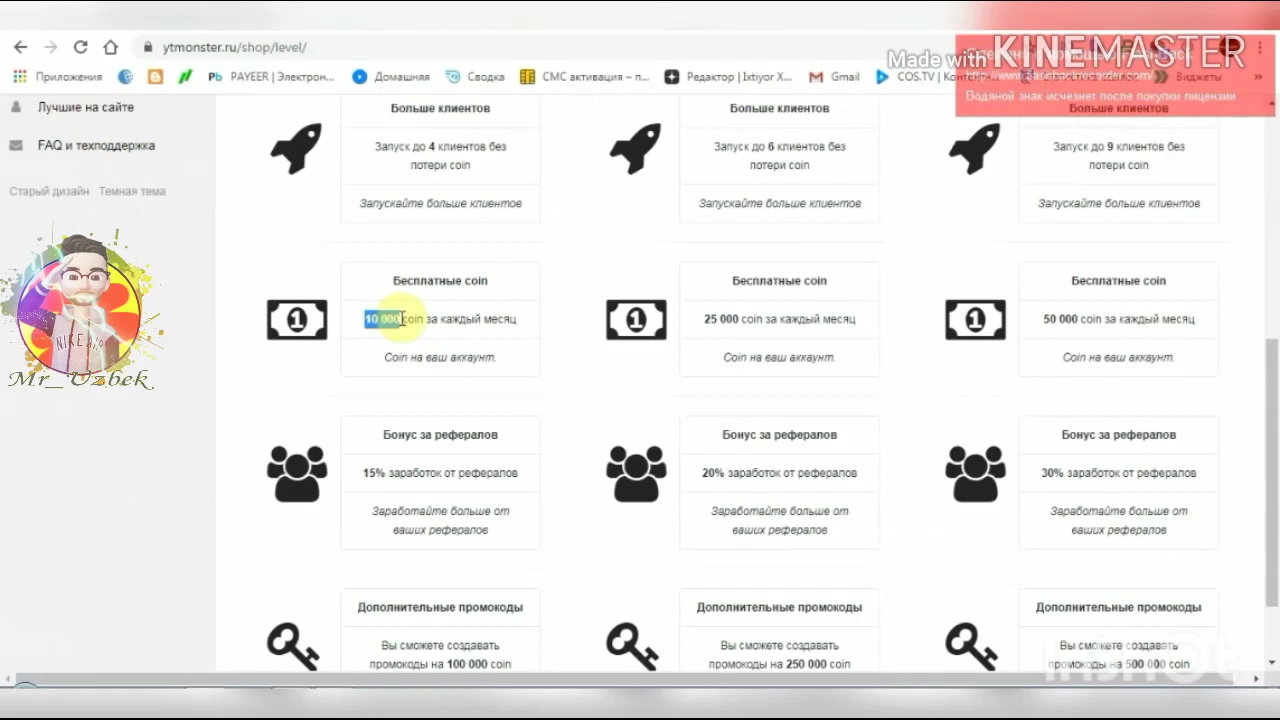 ytmonster.ru/shop/level/
Made with KINEMASTER
Приложения
PAYEER | Электрон...
Домашняя
Сводка
СМС активация – п...
Редактор | Ixtiyor X...
Gmail
COS.TV |
Виджеты
Водяной знак исчезнет после покупки лицензии
Лучшие на сайте
FAQ и техподдержка
Старый дизайн Темная тема
NIKE
Mr_Uzbek
Больше клиентов
Запуск до 4 клиентов без
потери coin
Запускайте больше клиентов
Больше клиентов
Запуск до 6 клиентов без
потери coin
Запускайте больше клиентов
Больше клиентов
Запуск до 9 клиентов без
потери coin
Запускайте больше клиентов
Бесплатные coin
10 000 coin за каждый месяц
Coin на ваш аккаунт.
Бесплатные coin
25 000 coin за каждый месяц
Coin на ваш аккаунт.
Бесплатные coin
50 000 coin за каждый месяц
Coin на ваш аккаунт.
Бонус за рефералов
15% заработок от рефералов
Заработайте больше от
ваших рефералов
Бонус за рефералов
20% заработок от рефералов
Заработайте больше от
ваших рефералов
Бонус за рефералов
30% заработок от рефералов
Заработайте больше от
ваших рефералов
Дополнительные промокоды
Вы сможете создавать
промокоды на 100 000 coin
Дополнительные промокоды
Вы сможете создавать
промокоды на 250 000 coin
Дополнительные промокоды
Вы сможете создавать
промокоды на 500 000 coin
InShOt